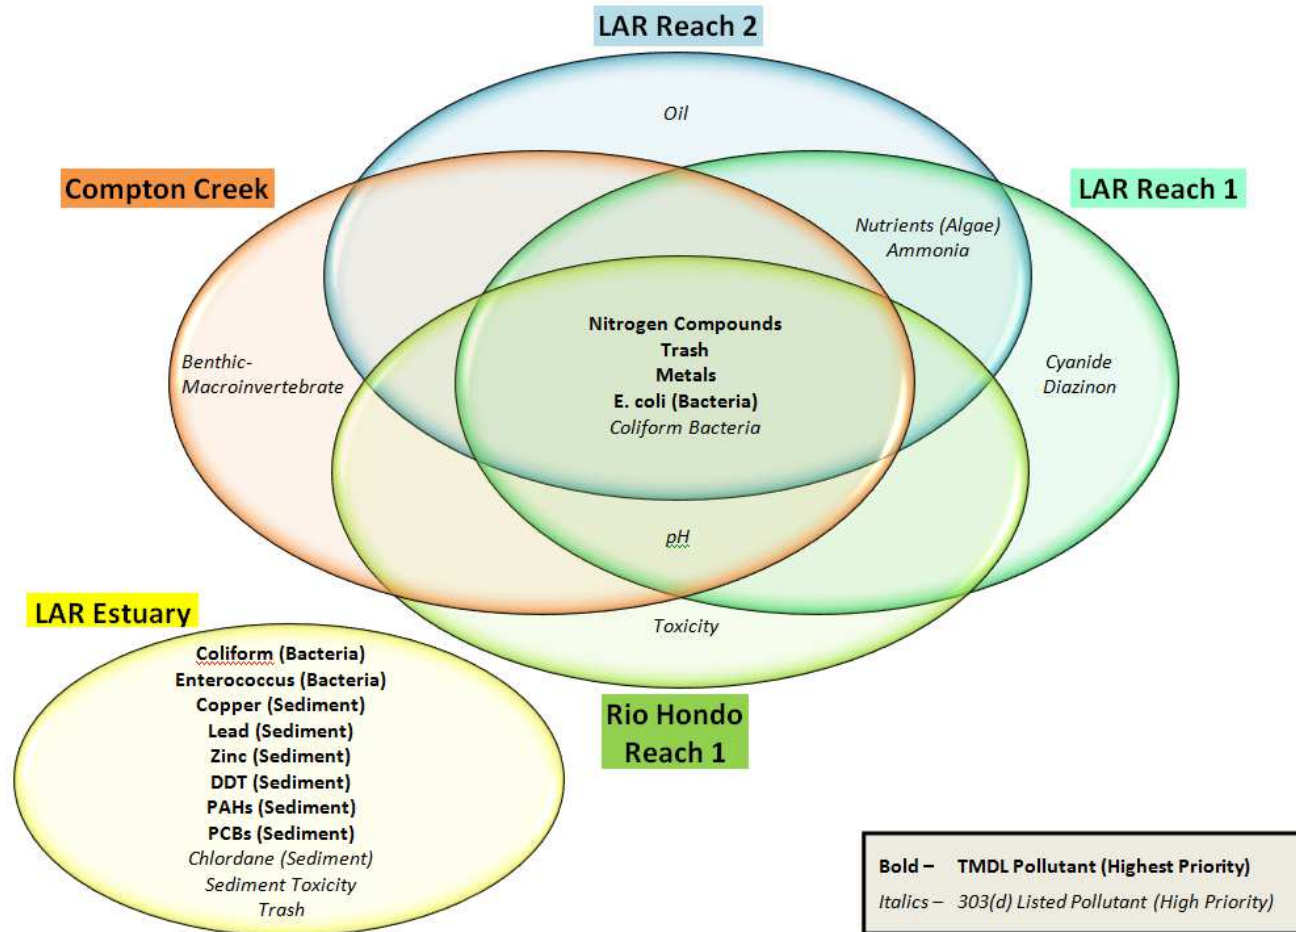 LAR Reach 2
Oil
Compton Creek
LAR Reach 1
Nutrients (Algae)
Ammonia
Benthic-
Macroinvertebrate
Nitrogen Compounds
Trash
Metals
E. coli (Bacteria)
Coliform Bacteria
Cyanide
Diazinon
pH
Toxicity
LAR Estuary
Coliform (Bacteria)
Enterococcus (Bacteria)
Copper (Sediment)
Lead (Sediment)
Zinc (Sediment)
DDT (Sediment)
PAHs (Sediment)
PCBs (Sediment)
Chlordane (Sediment)
Sediment Toxicity
Trash
Rio Hondo
Reach 1
Bold – TMDL Pollutant (Highest Priority)
Italics – 303(d) Listed Pollutant (High Priority)